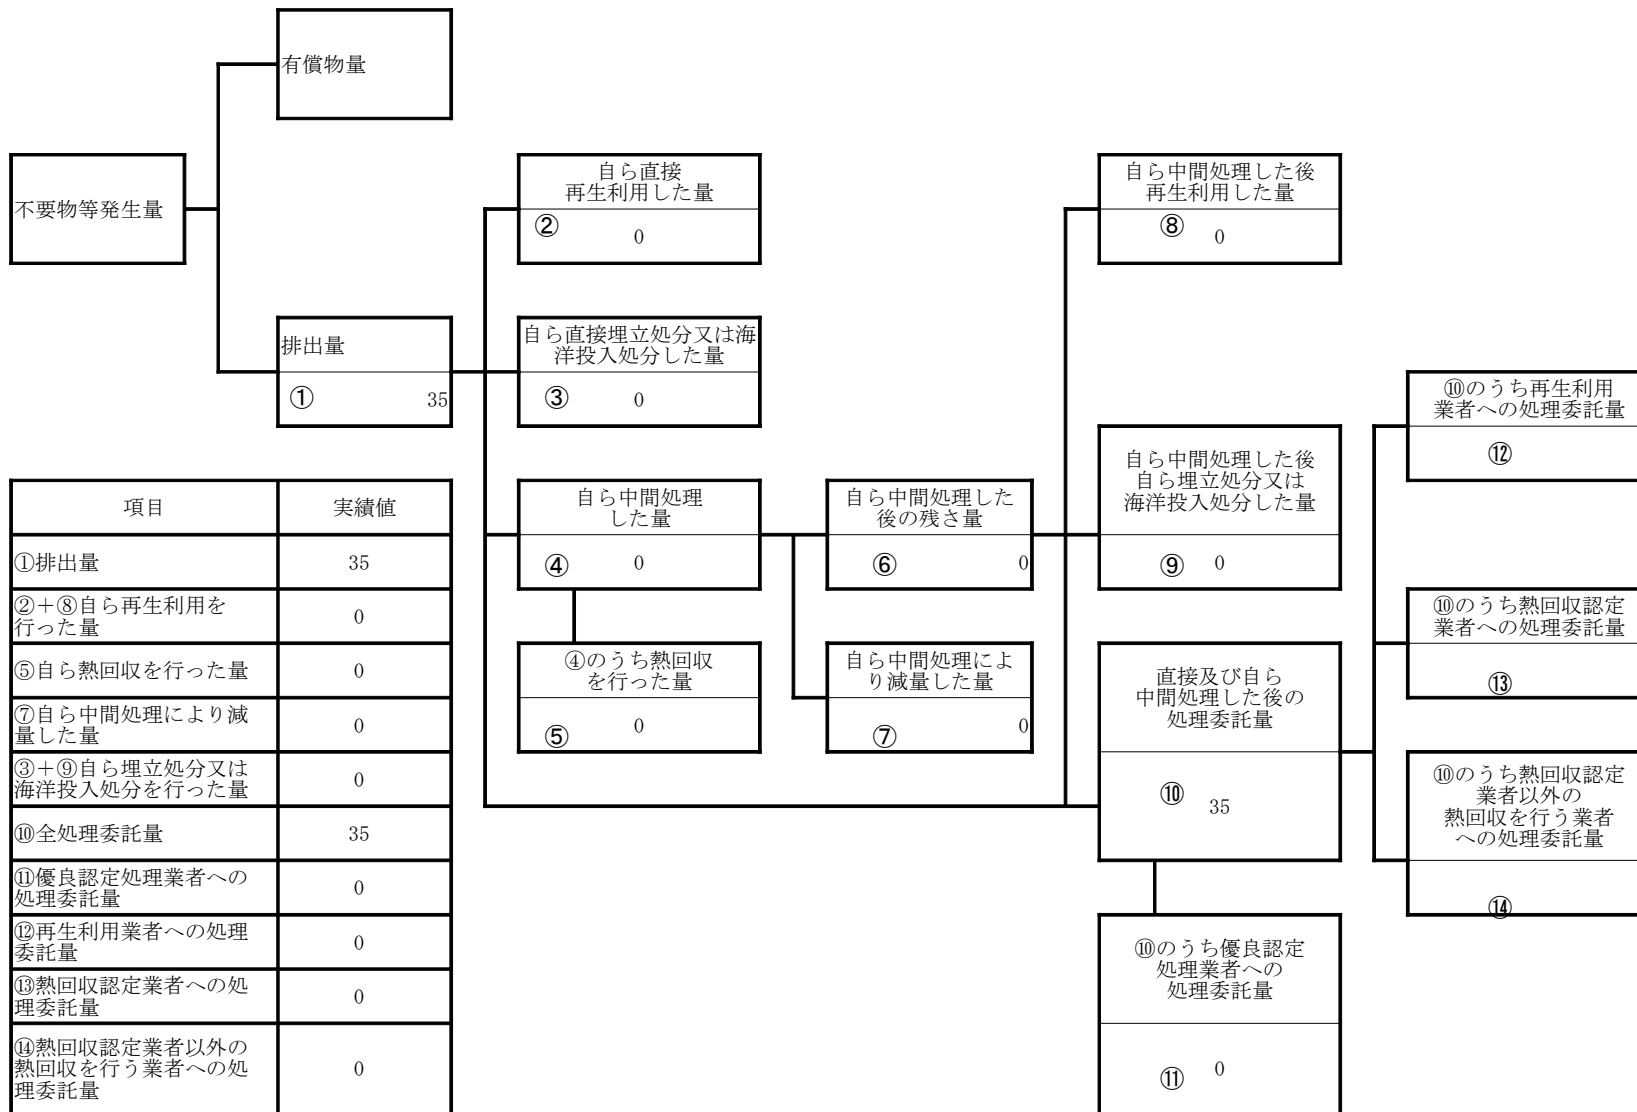 有償物量
不要物等発生量
自ら直接
再生利用した量
② 0
自ら中間処理した後
再生利用した量
⑧ 0
排出量
① 35
自ら直接埋立処分又は海
洋投入処分した量
③ 0
⑩のうち再生利用
業者への処理委託量
⑫
自ら中間処理した後
自ら埋立処分又は
海洋投入処分した量
⑨ 0
自ら中間処理
した量
④ 0
自ら中間処理した
後の残さ量
⑥ 0
⑩のうち熱回収認定
業者への処理委託量
⑬
④のうち熱回収
を行った量
⑤ 0
自ら中間処理によ
り減量した量
⑦ 0
直接及び自ら
中間処理した後の
処理委託量
⑩ 35
⑩のうち熱回収認定
業者以外の
熱回収を行う業者
への処理委託量
⑭
⑩のうち優良認定
処理業者への
処理委託量
⑪ 0
項目 実績値
①排出量 35
②+⑧自ら再生利用を
行った量 0
⑤自ら熱回収を行った量 0
⑦自ら中間処理により減
量した量 0
③+⑨自ら埋立処分又は
海洋投入処分を行った量 0
⑩全処理委託量 35
⑪優良認定処理業者への
処理委託量 0
⑫再生利用業者への処理
委託量 0
⑬熱回収認定業者への処
理委託量 0
⑭熱回収認定業者以外の
熱回収を行う業者への処
理委託量 0